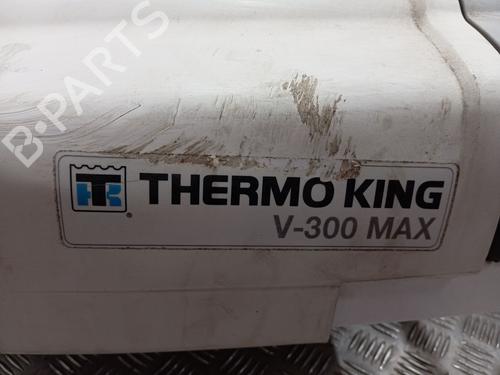 B-PARTS
TK
®
THERMO KING
V-300 MAX